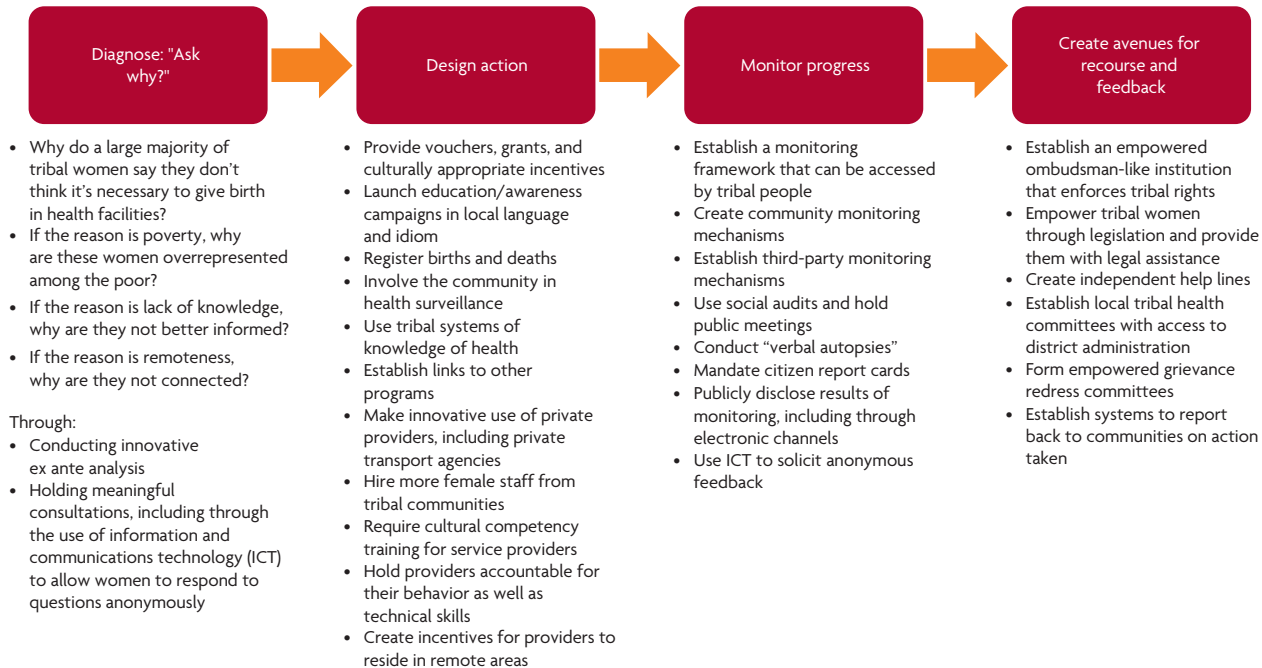 Diagnose: "Ask
why?"
Design action
Monitor progress
Create avenues for
recourse and
feedback
• Why do a large majority of
tribal women say they don’t
think it’s necessary to give birth
in health facilities?
• If the reason is poverty, why
are these women overrepresented
among the poor?
• If the reason is lack of knowledge,
why are they not better informed?
• If the reason is remoteness,
why are they not connected?
Through:
• Conducting innovative
ex ante analysis
• Holding meaningful
consultations, including through
the use of information and
communications technology (ICT)
to allow women to respond to
questions anonymously
• Provide vouchers, grants, and
culturally appropriate incentives
• Launch education/awareness
campaigns in local language
and idiom
• Register births and deaths
• Involve the community in
health surveillance
• Use tribal systems of
knowledge of health
• Establish links to other
programs
• Make innovative use of private
providers, including private
transport agencies
• Hire more female staff from
tribal communities
• Require cultural competency
training for service providers
• Hold providers accountable for
their behavior as well as
technical skills
• Create incentives for providers to
reside in remote areas
• Establish a monitoring
framework that can be accessed
by tribal people
• Create community monitoring
mechanisms
• Establish third-party monitoring
mechanisms
• Use social audits and hold
public meetings
• Conduct “verbal autopsies”
• Mandate citizen report cards
• Publicly disclose results of
monitoring, including through
electronic channels
• Use ICT to solicit anonymous
feedback
• Establish an empowered
ombudsman-like institution
that enforces tribal rights
• Empower tribal women
through legislation and provide
them with legal assistance
• Create independent help lines
• Establish local tribal health
committees with access to
district administration
• Form empowered grievance
redress committees
• Establish systems to report
back to communities on action
taken